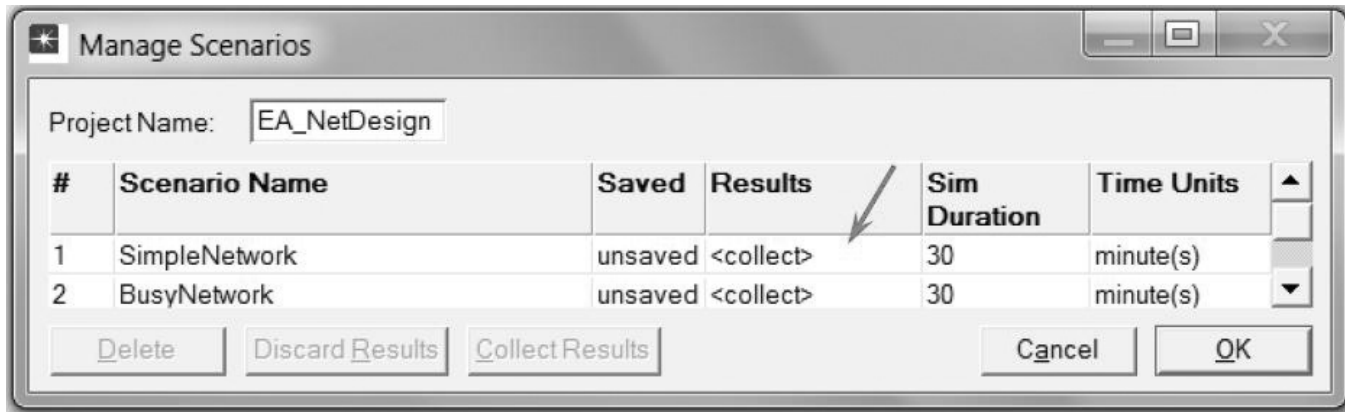 Manage Scenarios
Project Name: EA_NetDesign
# Scenario Name Saved Results Sim Duration Time Units
1 SimpleNetwork unsaved <collect> 30 minute(s)
2 BusyNetwork unsaved <collect> 30 minute(s)
Delete Discard Results Collect Results Cancel OK